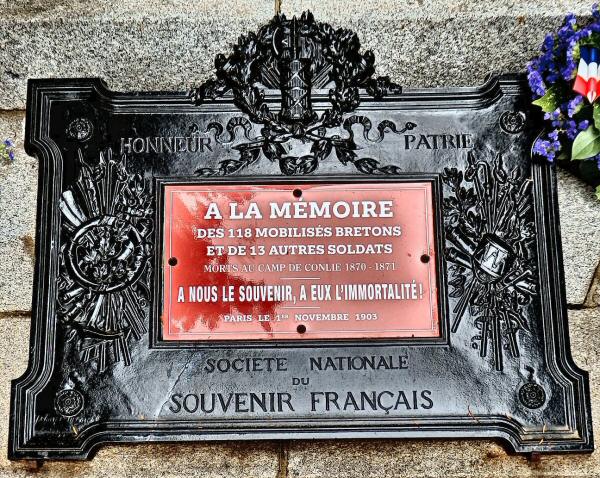 HONNEUR PATRIE
A LA MÉMOIRE
DES 118 MOBILISÉS BRETONS
ET DE 13 AUTRES SOLDATS
MORTS AU CAMP DE CONLIE 1870 - 1871
A NOUS LE SOUVENIR, A EUX L'IMMORTALITÉ !
PARIS, LE 1ER NOVEMBRE 1903
SOCIÉTÉ NATIONALE
DU
SOUVENIR FRANÇAIS